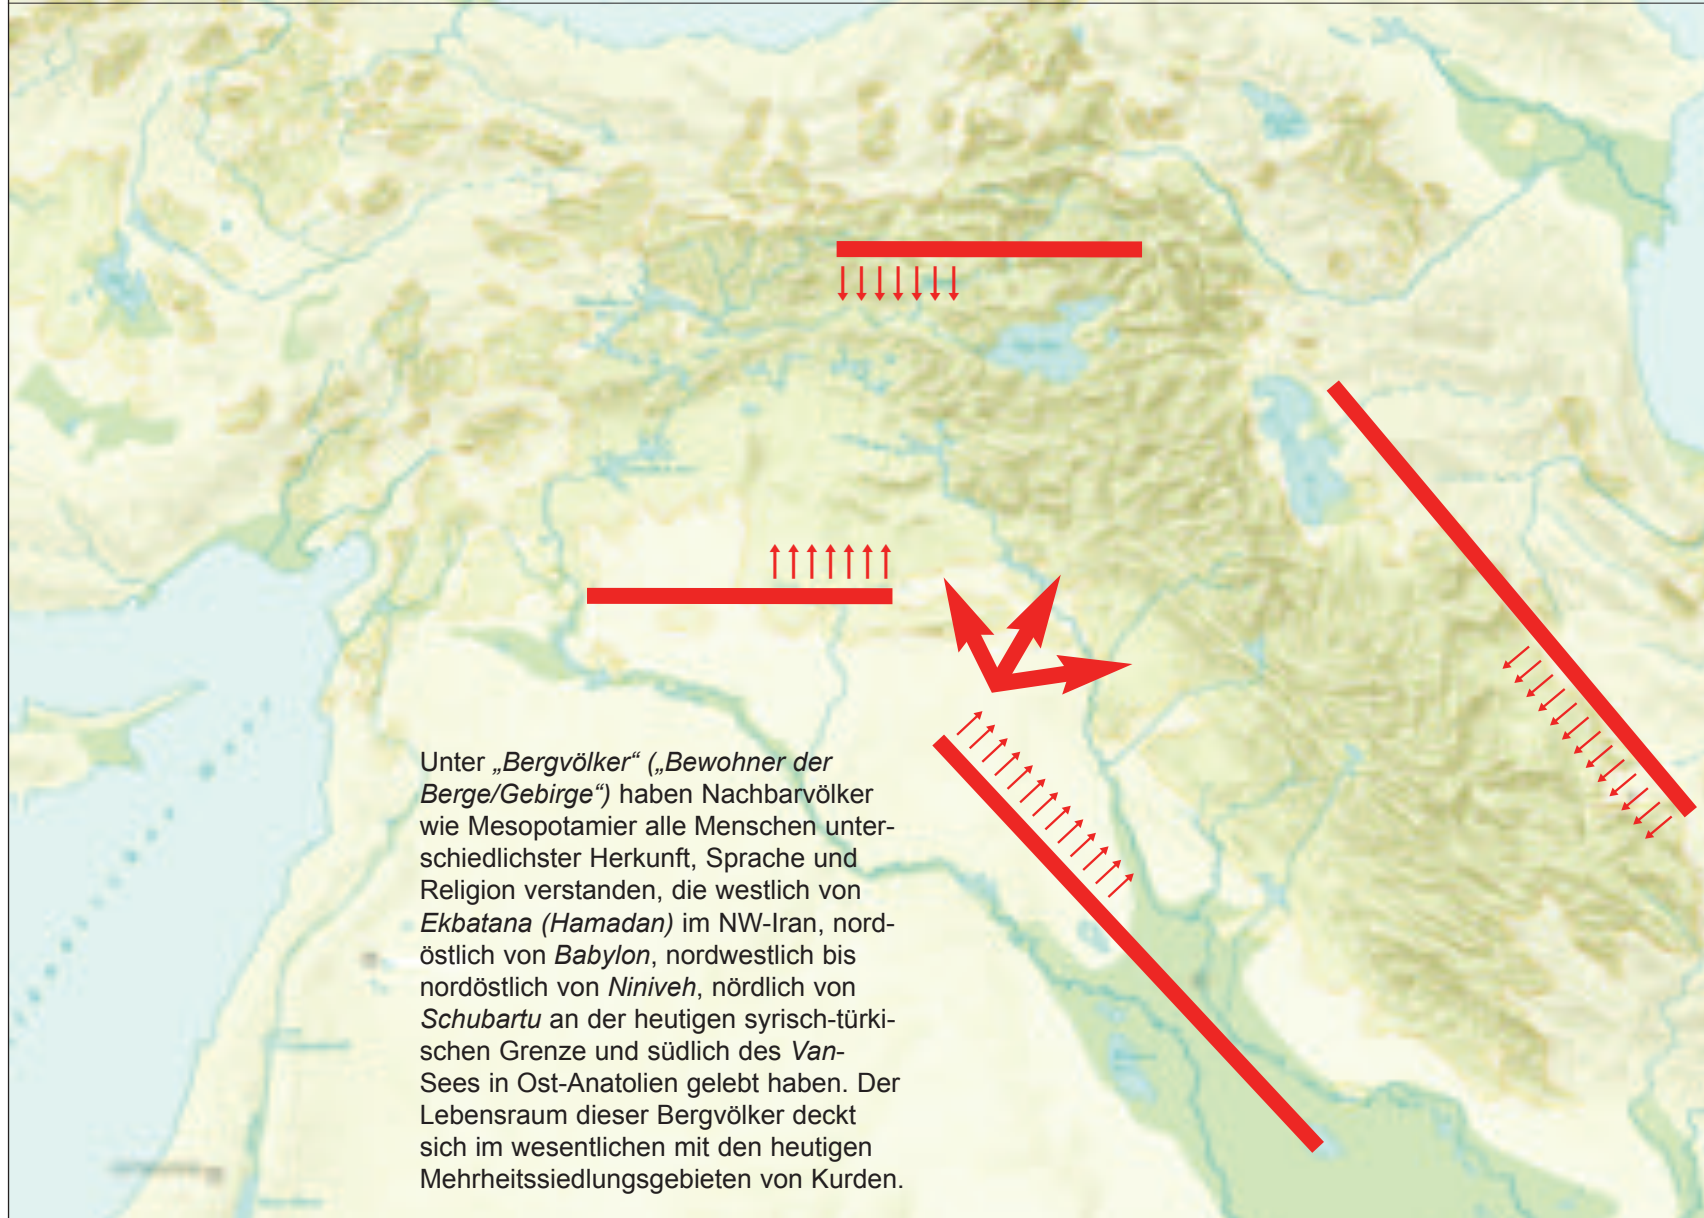 Unter „Bergvölker“ („Bewohner der
Berge/Gebirge“) haben Nachbarvölker
wie Mesopotamier alle Menschen unter-
schiedlichster Herkunft, Sprache und
Religion verstanden, die westlich von
Ekbatana (Hamadan) im NW-Iran, nord-
östlich von Babylon, nordwestlich bis
nordöstlich von Niniveh, nördlich von
Schubartu an der heutigen syrisch-türki-
schen Grenze und südlich des Van-
Sees in Ost-Anatolien gelebt haben. Der
Lebensraum dieser Bergvölker deckt
sich im wesentlichen mit den heutigen
Mehrheitssiedlungsgebieten von Kurden.